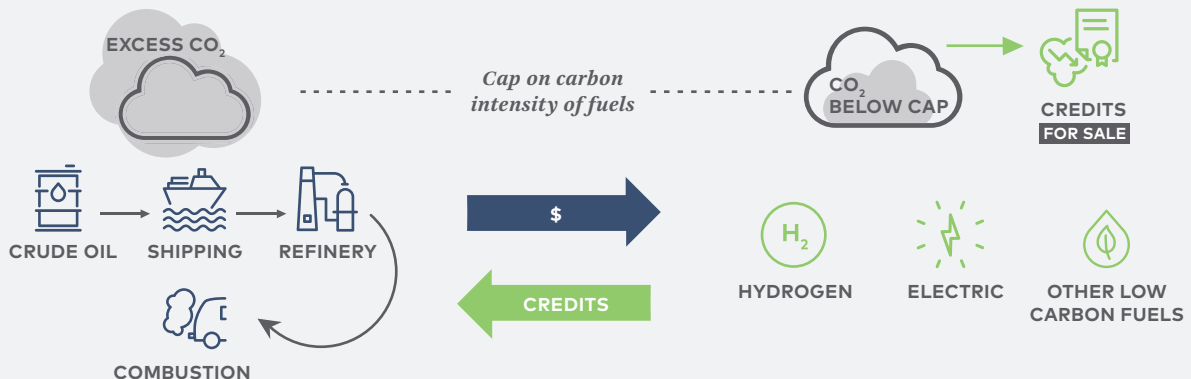 EXCESS CO₂
Cap on carbon
intensity of fuels
CO₂
BELOW CAP
CREDITS
FOR SALE
CRUDE OIL
SHIPPING
REFINERY
$
H₂
HYDROGEN
ELECTRIC
OTHER LOW
CARBON FUELS
CREDITS
COMBUSTION